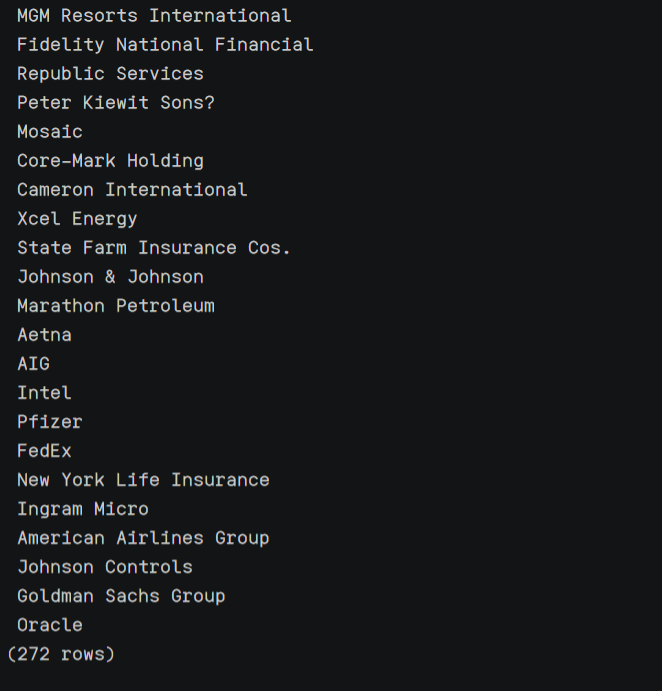 MGM Resorts International
Fidelity National Financial
Republic Services
Peter Kiewit Sons?
Mosaic
Core-Mark Holding
Cameron International
Xcel Energy
State Farm Insurance Cos.
Johnson & Johnson
Marathon Petroleum
Aetna
AIG
Intel
Pfizer
FedEx
New York Life Insurance
Ingram Micro
American Airlines Group
Johnson Controls
Goldman Sachs Group
Oracle
(272 rows)